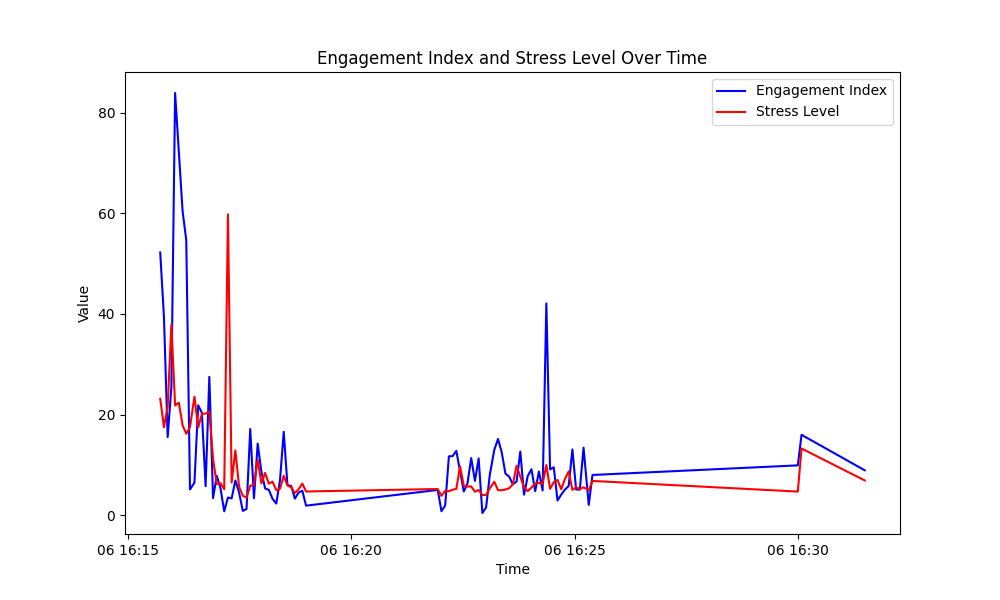 Engagement Index and Stress Level Over Time
Engagement Index
Stress Level
Value
80
60
40
20
0
06 16:15
06 16:20
06 16:25
06 16:30
Time